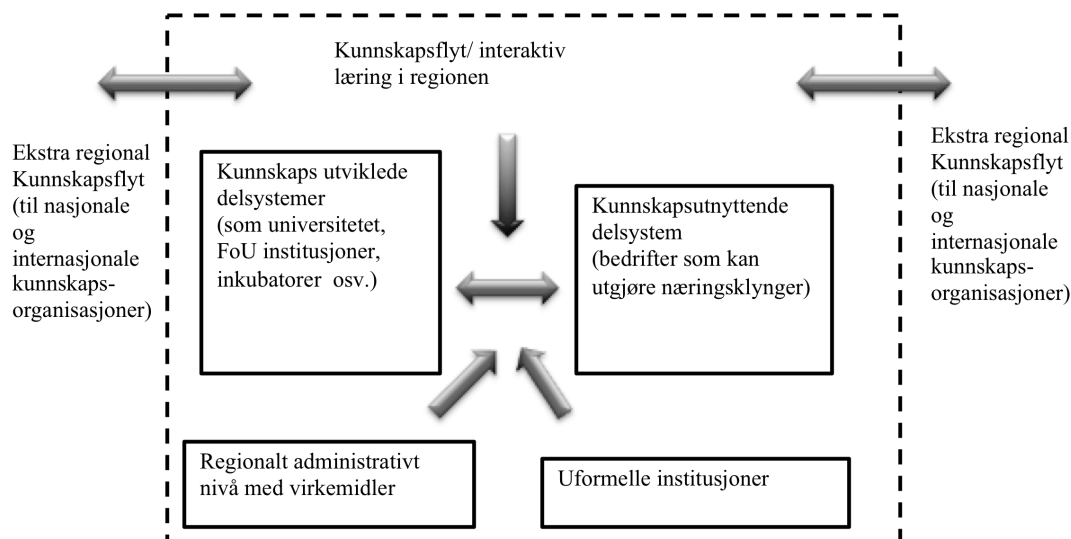 Kunnskapsflyt/ interaktiv
læring i regionen
Ekstra regional
Kunnskapsflyt
(til nasjonale
og
internasjonale
kunnskaps-
organisasjoner)
Kunnskaps utviklede
delsystemer
(som universitetet,
FoU institusjoner,
inkubatorer  osv.)
Kunnskapsutnyttende
delsystem
(bedrifter som kan
utgjøre næringsklynger)
Ekstra regional
Kunnskapsflyt
(til nasjonale
og
internasjonale
kunnskaps-
organisasjoner)
Regionalt administrativt
nivå med virkemidler
Uformelle institusjoner